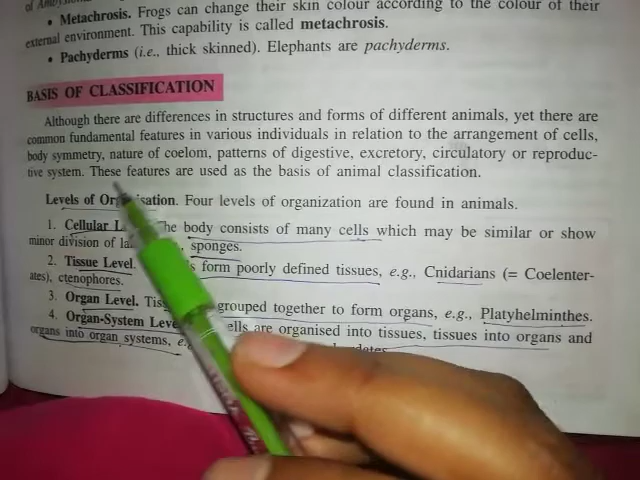 • Metachrosis. Frogs can change their skin colour according to the colour of their
external environment. This capability is called metachrosis.
• Pachyderms (i.e., thick skinned). Elephants are pachyderms.
BASIS OF CLASSIFICATION
Although there are differences in structures and forms of different animals, yet there are
common fundamental features in various individuals in relation to the arrangement of cells,
body symmetry, nature of coelom, patterns of digestive, excretory, circulatory or reproduc-
tive system. These features are used as the basis of animal classification.
Levels of Organisation. Four levels of organization are found in animals.
1. Cellular The body consists of many cells which may be similar or show
minor division of sponges.
2. Tissue Level. form poorly defined tissues, e.g., Cnidarians (= Coelenter-
ates), ctenophores.
3. Organ Level. grouped together to form organs, e.g., Platyhelminthes.
4. Organ-System are organised into tissues, tissues into organs and
organs into organ systems,